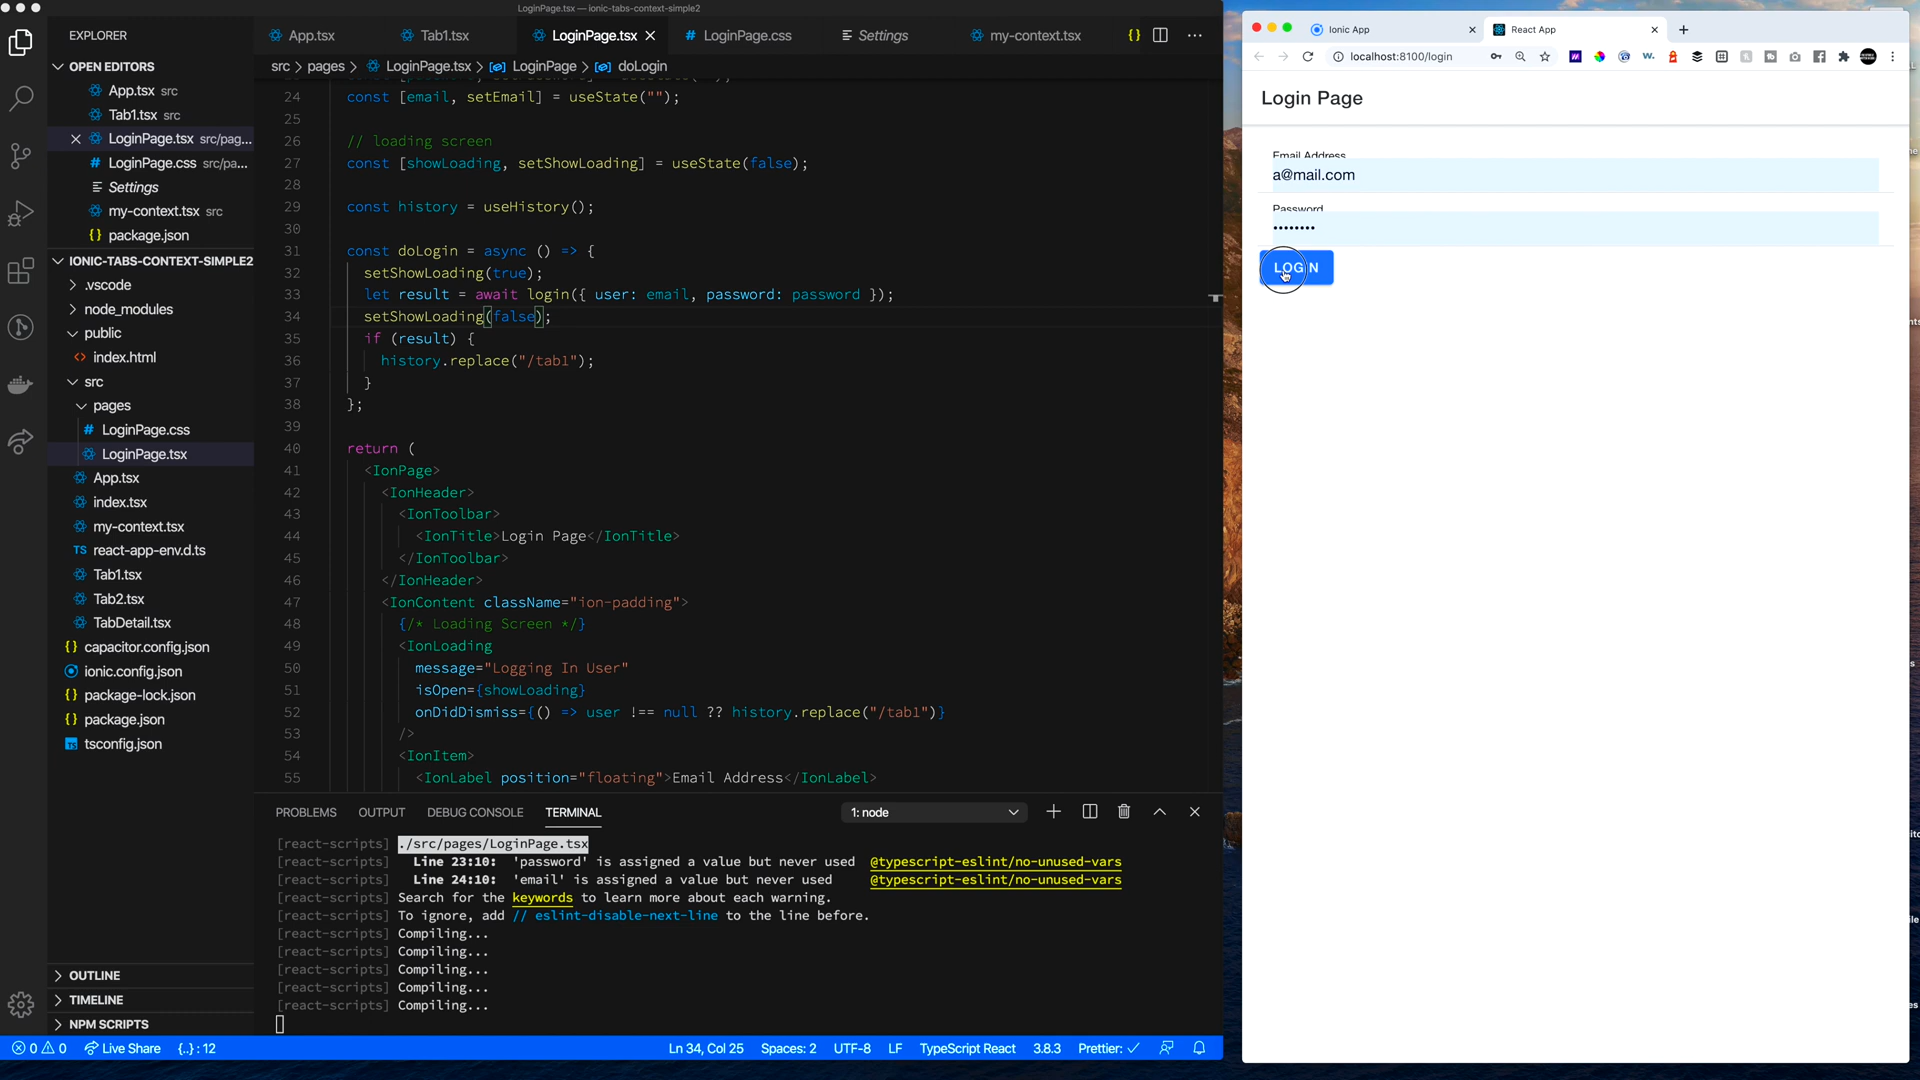 LoginPage.tsx — ionic-tabs-context-simple2
EXPLORER
OPEN EDITORS
App.tsx src
Tab1.tsx src
LoginPage.tsx src/pag...
LoginPage.css src/pa...
Settings
my-context.tsx src
package.json
IONIC-TABS-CONTEXT-SIMPLE2
.vscode
node_modules
public
index.html
src
pages
LoginPage.css
LoginPage.tsx
App.tsx
index.tsx
my-context.tsx
react-app-env.d.ts
Tab1.tsx
Tab2.tsx
TabDetail.tsx
capacitor.config.json
ionic.config.json
package-lock.json
package.json
tsconfig.json
OUTLINE
TIMELINE
NPM SCRIPTS
App.tsx Tab1.tsx LoginPage.tsx LoginPage.css Settings my-context.tsx
src > pages > LoginPage.tsx > LoginPage > doLogin
24 const [email, setEmail] = useState("");
25
26 // loading screen
27 const [showLoading, setShowLoading] = useState(false);
28
29 const history = useHistory();
30
31 const doLogin = async () => {
32 setShowLoading(true);
33 let result = await login({ user: email, password: password });
34 setShowLoading(false);
35 if (result) {
36 history.replace("/tab1");
37 }
38 };
39
40 return (
41 <IonPage>
42 <IonHeader>
43 <IonToolbar>
44 <IonTitle>Login Page</IonTitle>
45 </IonToolbar>
46 </IonHeader>
47 <IonContent className="ion-padding">
48 {/* Loading Screen */}
49 <IonLoading
50 message="Logging In User"
51 isOpen={showLoading}
52 onDidDismiss={() => user !== null ?? history.replace("/tab1")}
53 />
54 <IonItem>
55 <IonLabel position="floating">Email Address</IonLabel>
PROBLEMS OUTPUT DEBUG CONSOLE TERMINAL 1: node
[react-scripts] ./src/pages/LoginPage.tsx
[react-scripts] Line 23:10: 'password' is assigned a value but never used @typescript-eslint/no-unused-vars
[react-scripts] Line 24:10: 'email' is assigned a value but never used @typescript-eslint/no-unused-vars
[react-scripts] Search for the keywords to learn more about each warning.
[react-scripts] To ignore, add // eslint-disable-next-line to the line before.
[react-scripts] Compiling...
[react-scripts] Compiling...
[react-scripts] Compiling...
[react-scripts] Compiling...
[react-scripts] Compiling...
0 0 Live Share {..} : 12 Ln 34, Col 25 Spaces: 2 UTF-8 LF TypeScript React 3.8.3 Prettier: ✓
Ionic App React App
localhost:8100/login
Login Page
Email Address
a@mail.com
Password
••••••••
LOGIN